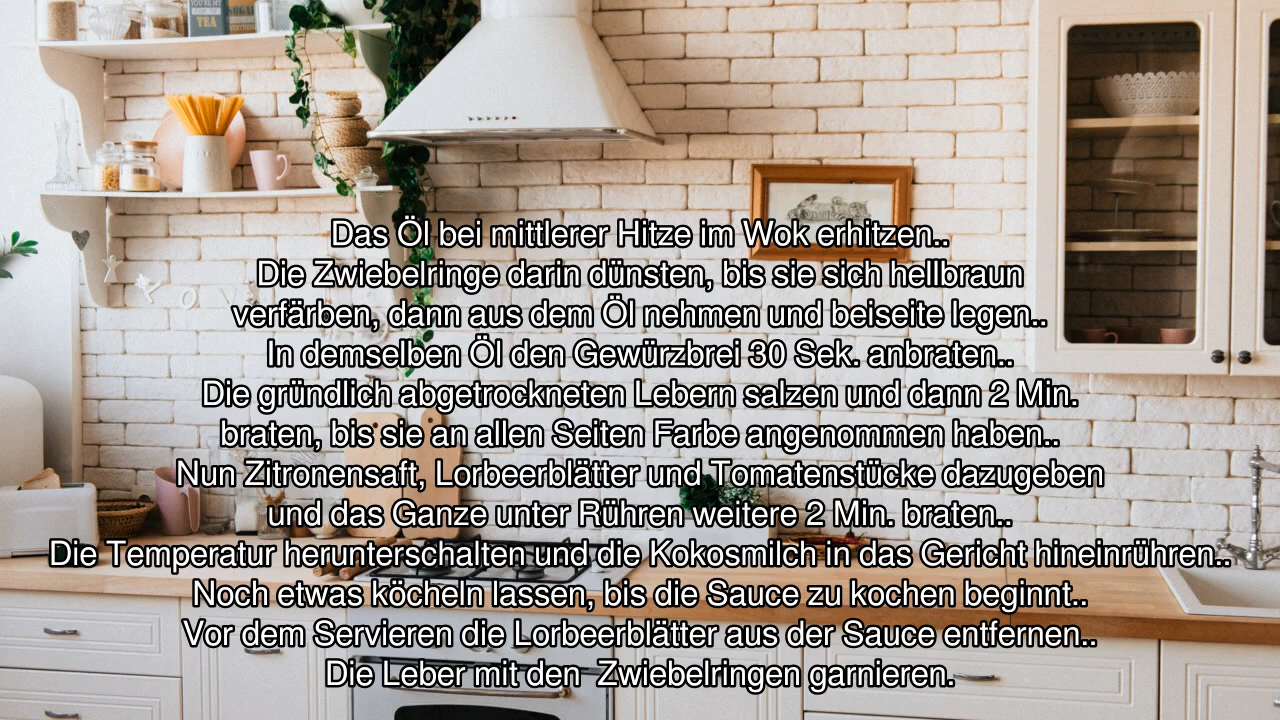 YOU'RE MY
TEA
SUGAR
Das Öl bei mittlerer Hitze im Wok erhitzen..
Die Zwiebelringe darin dünsten, bis sie sich hellbraun
verfärben, dann aus dem Öl nehmen und beiseite legen..
In demselben Öl den Gewürzbrei 30 Sek. anbraten..
Die gründlich abgetrockneten Lebern salzen und dann 2 Min.
braten, bis sie an allen Seiten Farbe angenommen haben..
Nun Zitronensaft, Lorbeerblätter und Tomatenstücke dazugeben
und das Ganze unter Rühren weitere 2 Min. braten..
Die Temperatur herunterschalten und die Kokosmilch in das Gericht hineinrühren..
Noch etwas köcheln lassen, bis die Sauce zu kochen beginnt..
Vor dem Servieren die Lorbeerblätter aus der Sauce entfernen..
Die Leber mit den  Zwiebelringen garnieren.